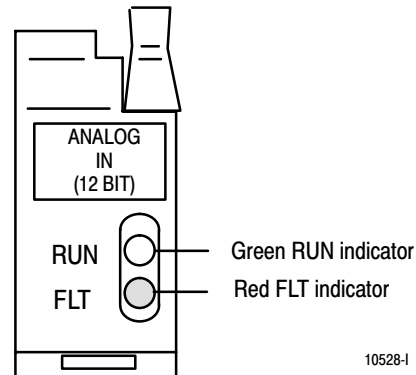 ANALOG
IN
(12 BIT)
RUN
Green RUN indicator
FLT
Red FLT indicator
10528-I